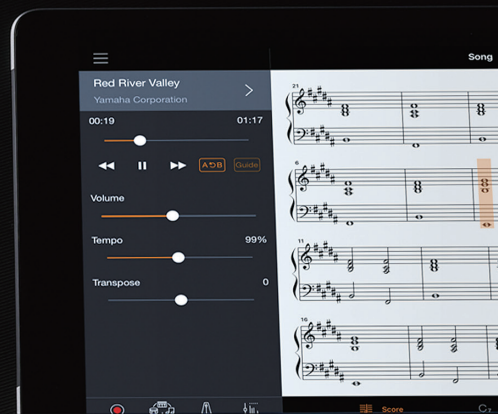 Song
Red River Valley
Yamaha Corporation
00:19
01:17
A⮌B
Guide
Volume
Tempo
99%
Transpose
0
21
6
11
16
Score